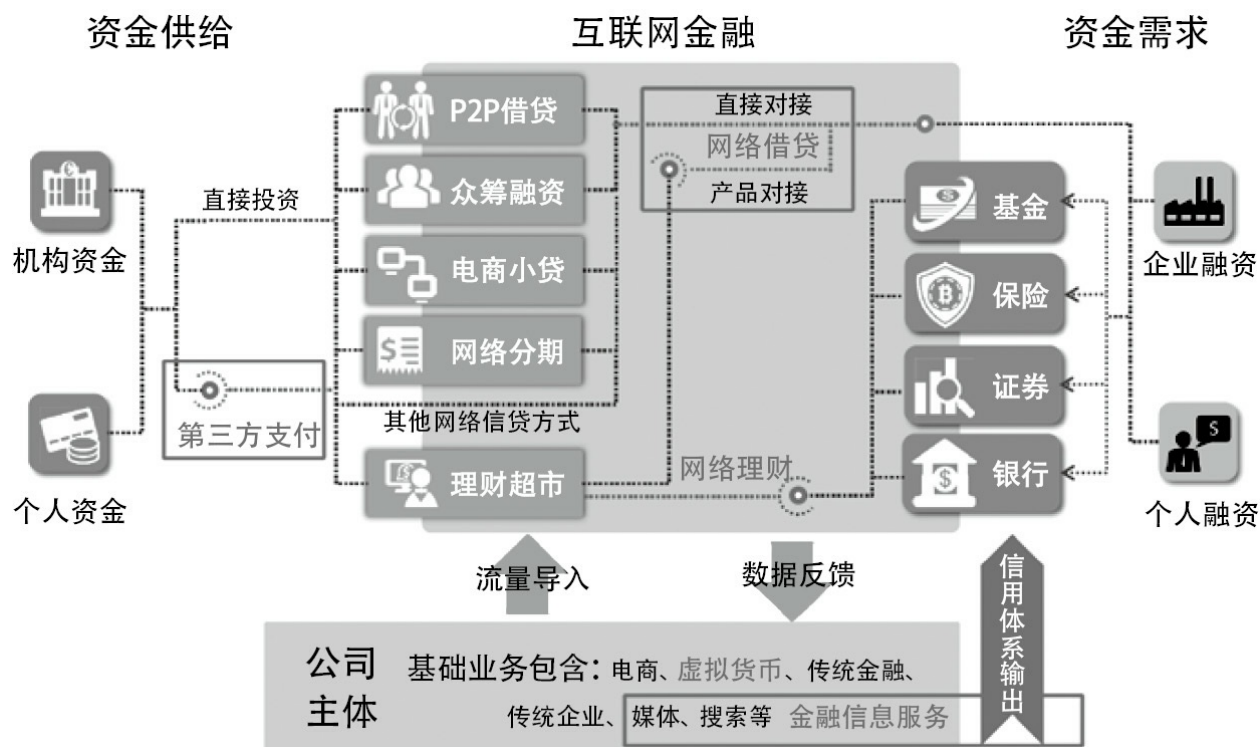 资金供给
互联网金融
资金需求
P2P借贷
直接对接
网络借贷
众筹融资
直接投资
产品对接
基金
机构资金
企业融资
电商小贷
保险
网络分期
证券
其他网络信贷方式
第三方支付
网络理财
理财超市
银行
个人资金
个人融资
流量导入
数据反馈
信用体系输出
公司
主体
基础业务包含：电商、虚拟货币、传统金融、
传统企业、媒体、搜索等 金融信息服务